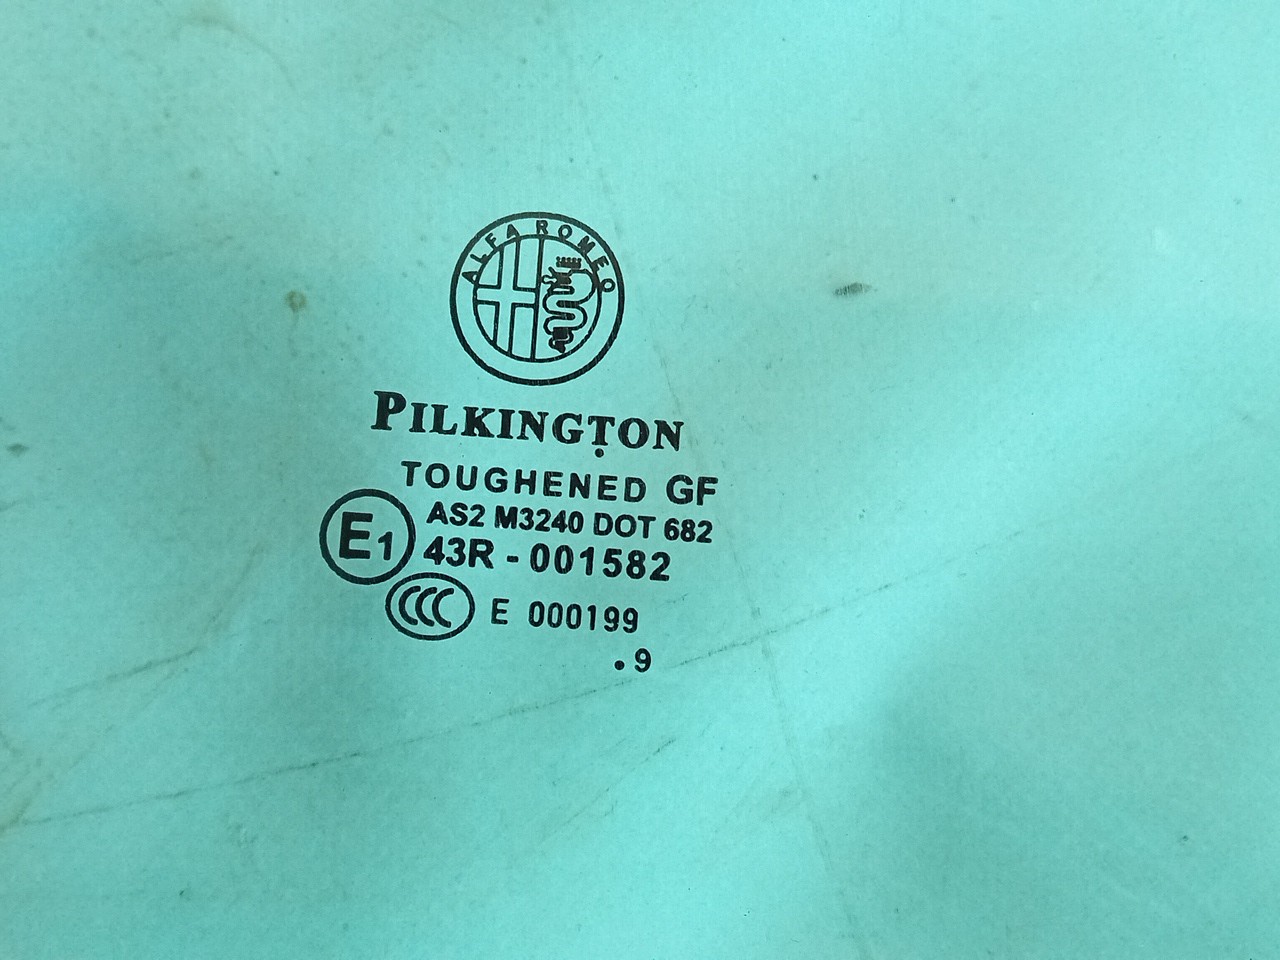 ALFA ROMEO
PILKINGTON
TOUGHENED GF
AS2 M3240 DOT 682
E1 43R - 001582
CCC E 000199
. 9